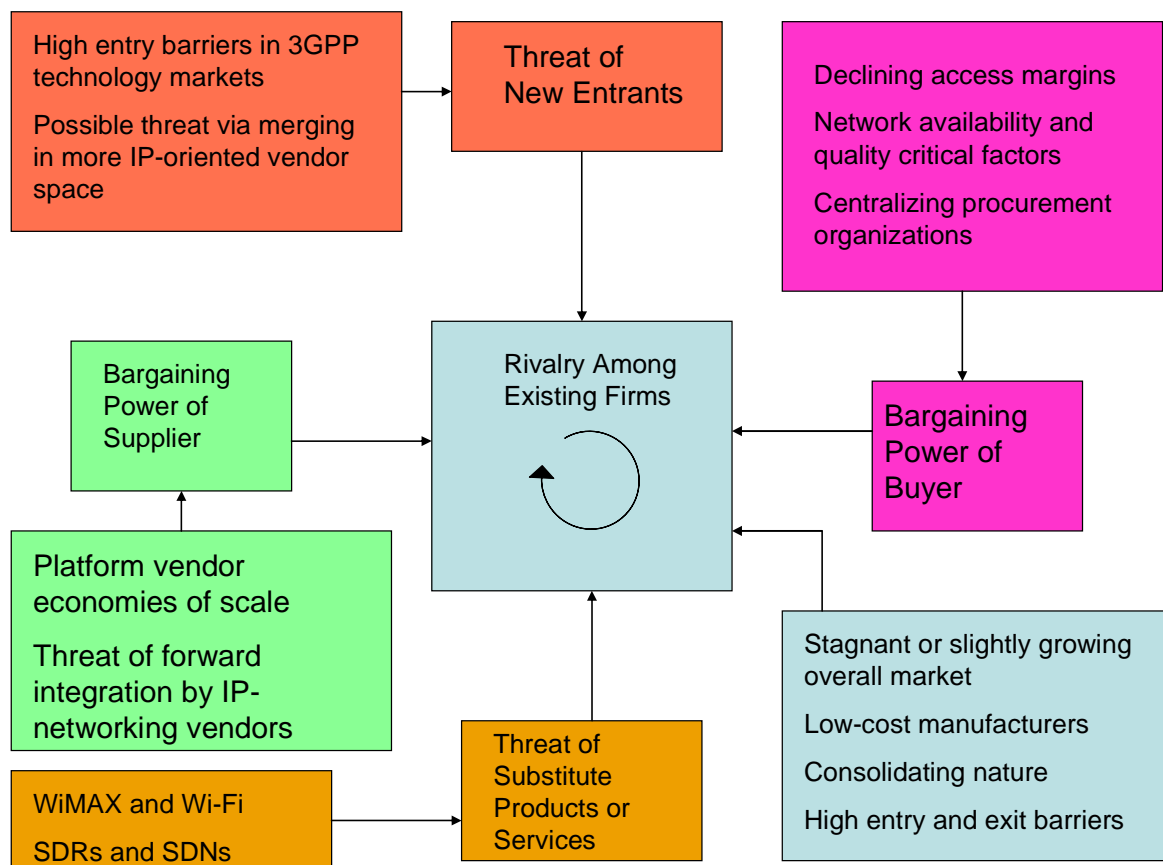 High entry barriers in 3GPP
technology markets
Possible threat via merging
in more IP-oriented vendor
space
Threat of
New Entrants
Declining access margins
Network availability and
quality critical factors
Centralizing procurement
organizations
Bargaining
Power of
Supplier
Rivalry Among
Existing Firms
Bargaining
Power of
Buyer
Platform vendor
economies of scale
Threat of forward
integration by IP-
networking vendors
Stagnant or slightly growing
overall market
Low-cost manufacturers
Consolidating nature
High entry and exit barriers
WiMAX and Wi-Fi
SDRs and SDNs
Threat of
Substitute
Products or
Services